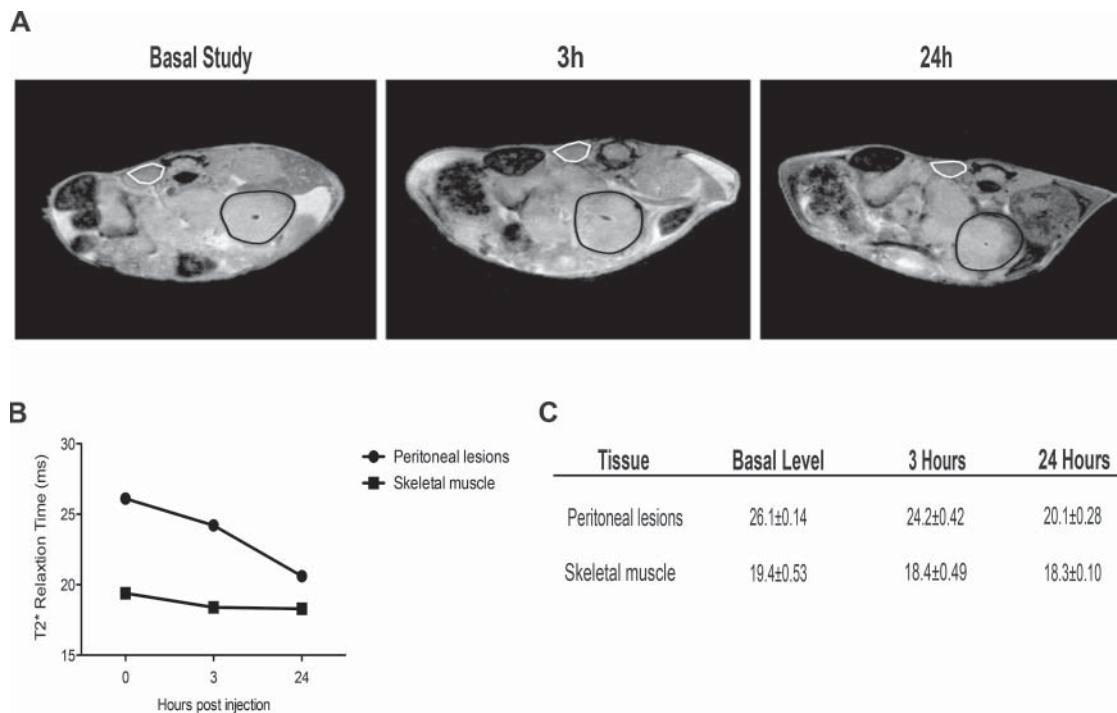 A
Basal Study 3h 24h
B
30
25
20
15
T2* Relaxtion Time (ms)
0 3 24
Hours post injection
Peritoneal lesions
Skeletal muscle
C
Tissue Basal Level 3 Hours 24 Hours
Peritoneal lesions 26.1±0.14 24.2±0.42 20.1±0.28
Skeletal muscle 19.4±0.53 18.4±0.49 18.3±0.10